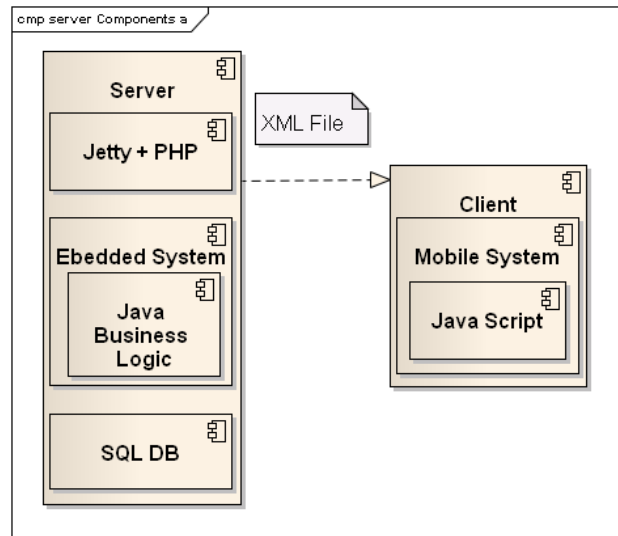 cmp server Components a
Server
Jetty + PHP
XML File
Ebedded System
Java
Business
Logic
SQL DB
Client
Mobile System
Java Script